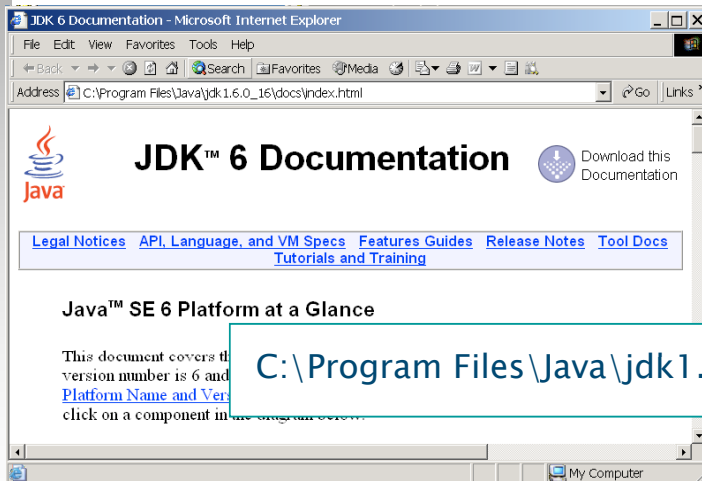 JDK 6 Documentation - Microsoft Internet Explorer
File Edit View Favorites Tools Help
Back Search Favorites Media
Address C:\Program Files\Java\jdk1.6.0_16\docs\index.html Go Links
Java
JDK™ 6 Documentation
Download this
Documentation
Legal Notices API, Language, and VM Specs Features Guides Release Notes Tool Docs
Tutorials and Training
Java™ SE 6 Platform at a Glance
This document covers
version number is 6 and
Platform Name and
click on a component in
C:\Program Files\Java\jdk1.
My Computer